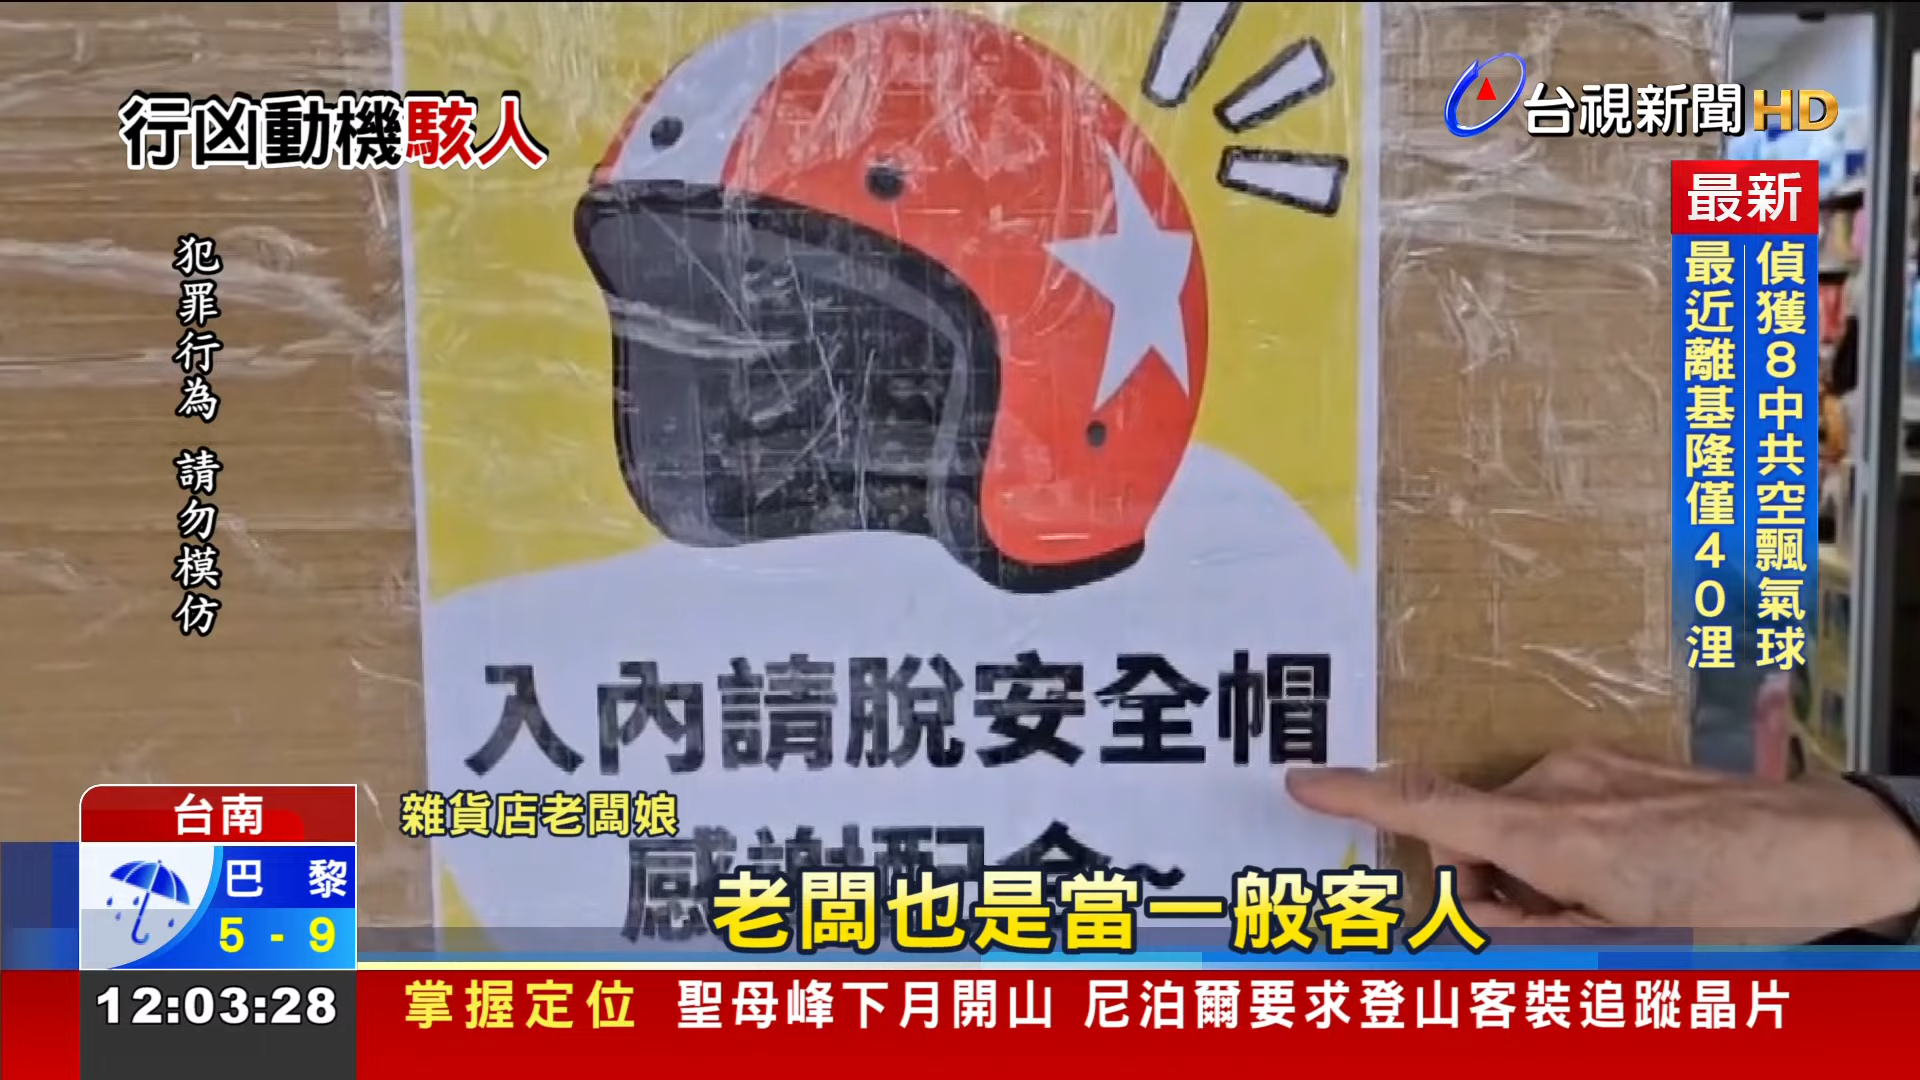 行凶動機駭人
台視新聞HD
最新
偵獲8中共空飄氣球
最近離基隆僅40浬
犯罪行為 請勿模仿
入內請脫安全帽
感謝配合~
雜貨店老闆娘
老闆也是當一般客人
台南
巴黎
5 - 9
12:03:28
掌握定位 聖母峰下月開山 尼泊爾要求登山客裝追蹤晶片